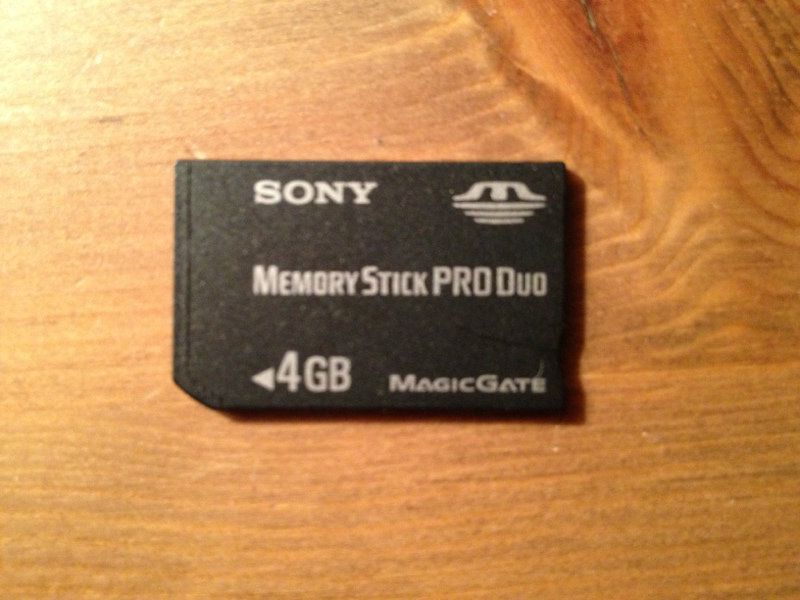 SONY
MEMORY STICK PRO DUO
◄4GB MAGICGATE